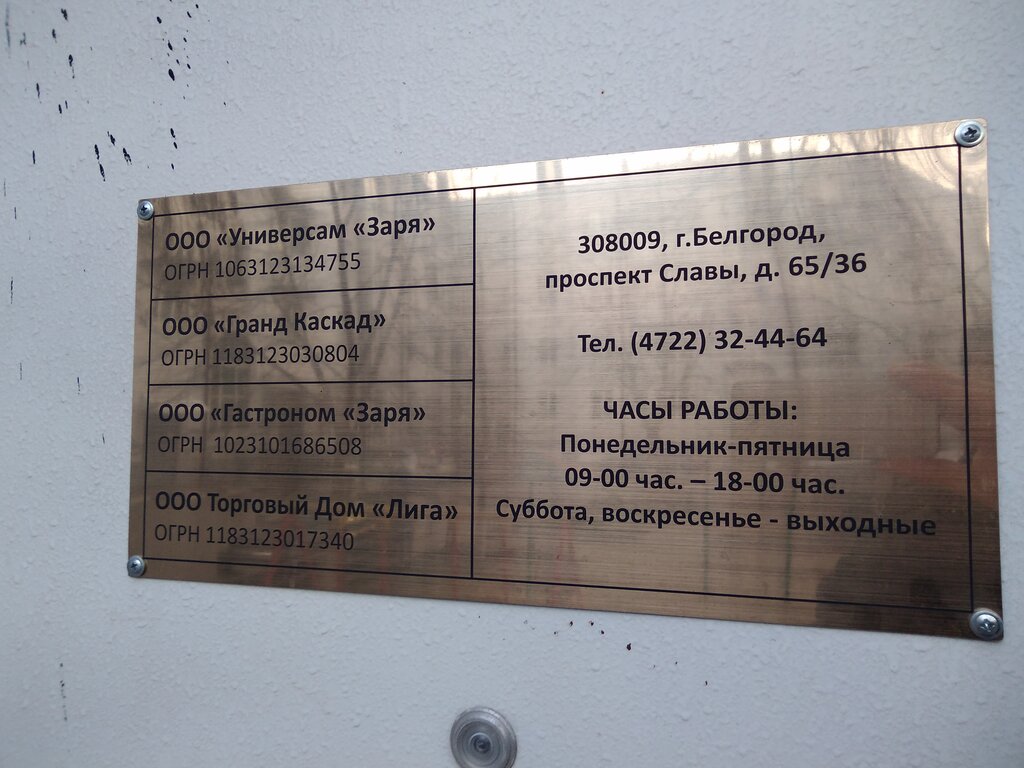 ООО «Универсам «Заря»
ОГРН 1063123134755
ООО «Гранд Каскад»
ОГРН 1183123030804
ООО «Гастроном «Заря»
ОГРН 1023101686508
ООО Торговый Дом «Лига»
ОГРН 1183123017340
308009, г.Белгород,
проспект Славы, д. 65/36
Тел. (4722) 32-44-64
ЧАСЫ РАБОТЫ:
Понедельник-пятница
09-00 час. – 18-00 час.
Суббота, воскресенье - выходные